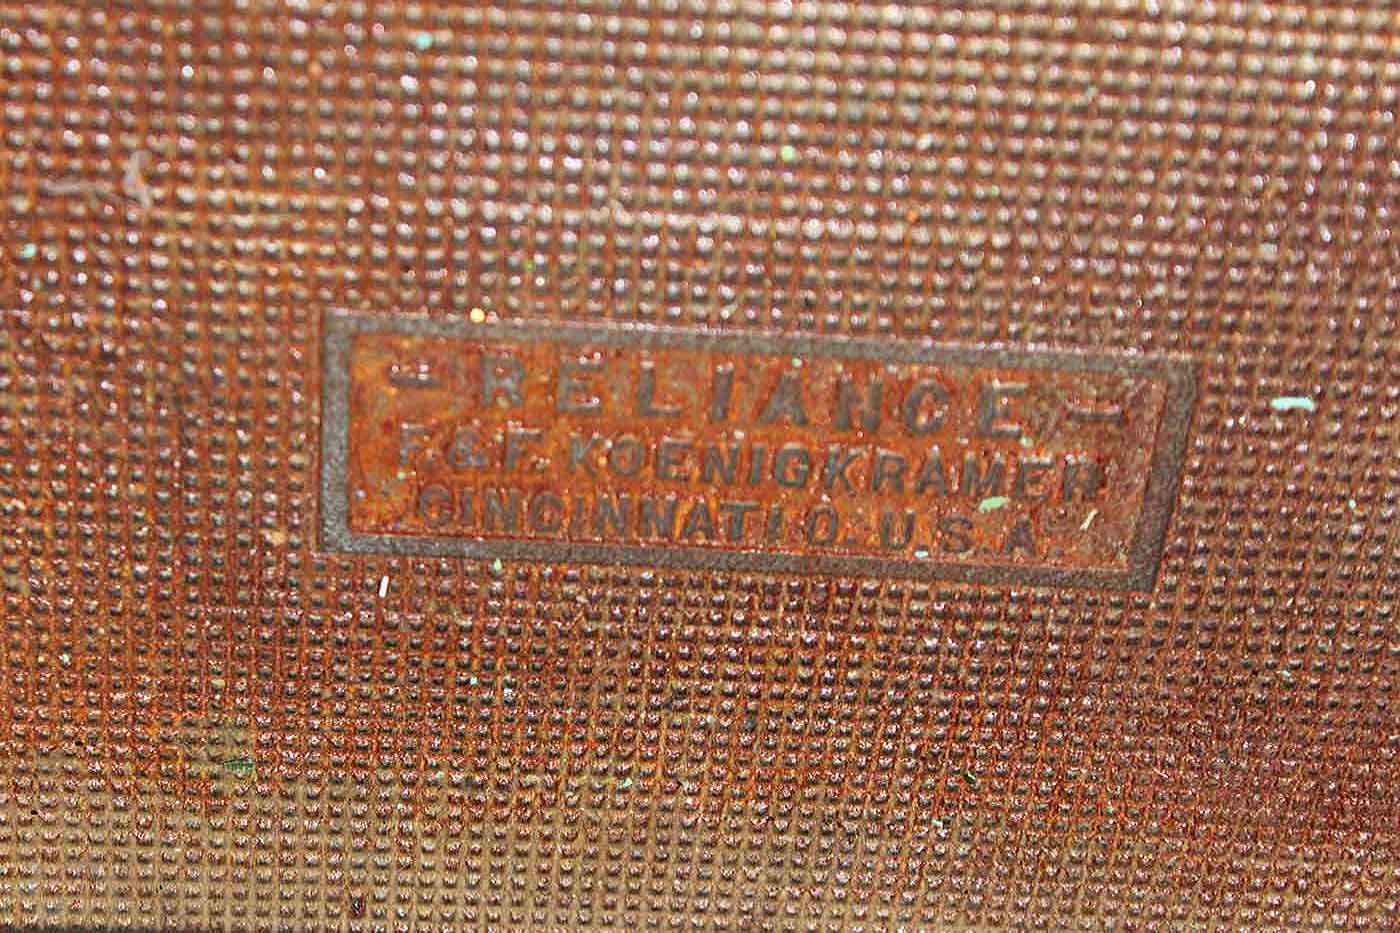 - RELIANCE -
F. & F. KOENIGKRAMER
CINCINNATI O. U.S.A.